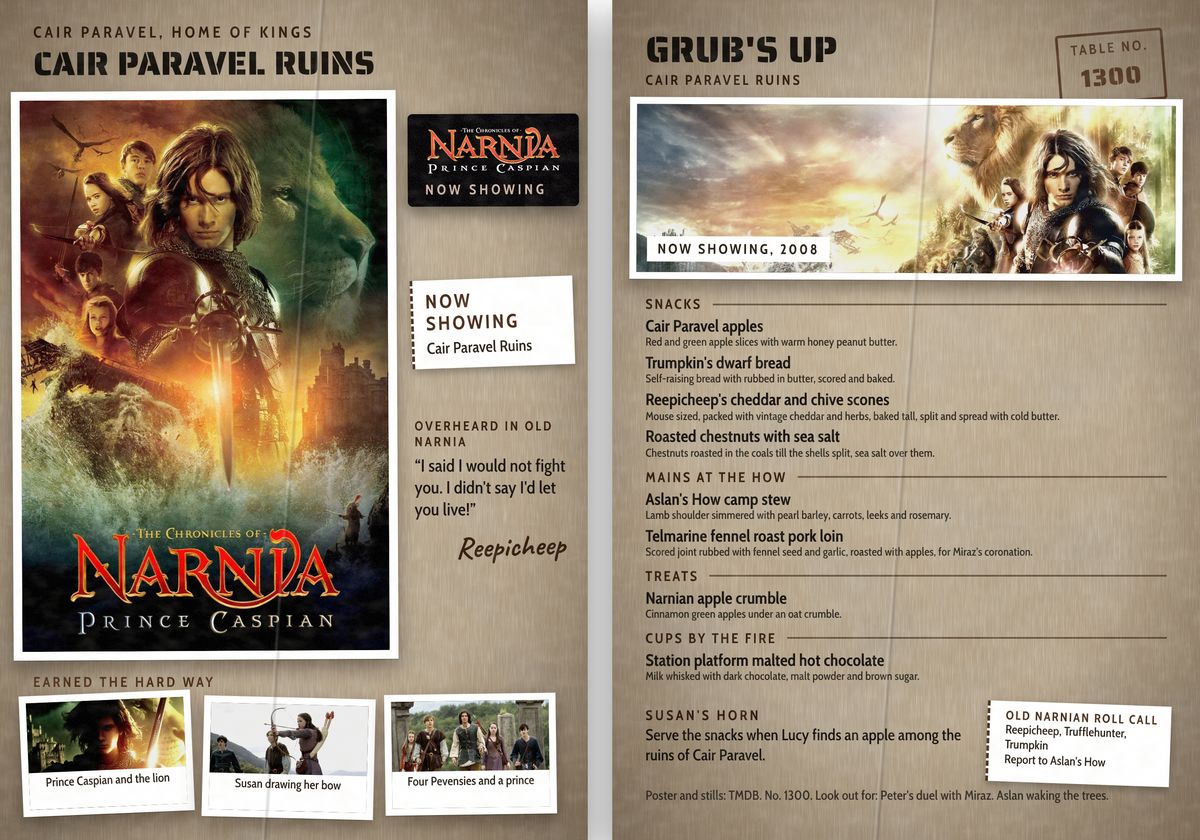 CAIR PARAVEL, HOME OF KINGS
CAIR PARAVEL RUINS
THE CHRONICLES OF
NARNIA
PRINCE CASPIAN
NOW SHOWING
NOW
SHOWING
Cair Paravel Ruins
OVERHEARD IN OLD
NARNIA
“I said I would not fight
you. I didn't say I'd let
you live!”
Reepicheep
THE CHRONICLES OF
NARNIA
PRINCE CASPIAN
EARNED THE HARD WAY
Prince Caspian and the lion
Susan drawing her bow
Four Pevensies and a prince
GRUB'S UP
CAIR PARAVEL RUINS
TABLE NO.
1300
NOW SHOWING, 2008
SNACKS
Cair Paravel apples
Red and green apple slices with warm honey peanut butter.
Trumpkin's dwarf bread
Self-raising bread with rubbed in butter, scored and baked.
Reepicheep's cheddar and chive scones
Mouse sized, packed with vintage cheddar and herbs, baked tall, split and spread with cold butter.
Roasted chestnuts with sea salt
Chestnuts roasted in the coals till the shells split, sea salt over them.
MAINS AT THE HOW
Aslan's How camp stew
Lamb shoulder simmered with pearl barley, carrots, leeks and rosemary.
Telmarine fennel roast pork loin
Scored joint rubbed with fennel seed and garlic, roasted with apples, for Miraz's coronation.
TREATS
Narnian apple crumble
Cinnamon green apples under an oat crumble.
CUPS BY THE FIRE
Station platform malted hot chocolate
Milk whisked with dark chocolate, malt powder and brown sugar.
SUSAN'S HORN
Serve the snacks when Lucy finds an apple among the
ruins of Cair Paravel.
OLD NARNIAN ROLL CALL
Reepicheep, Trufflehunter,
Trumpkin
Report to Aslan's How
Poster and stills: TMDB. No. 1300. Look out for: Peter's duel with Miraz. Aslan waking the trees.